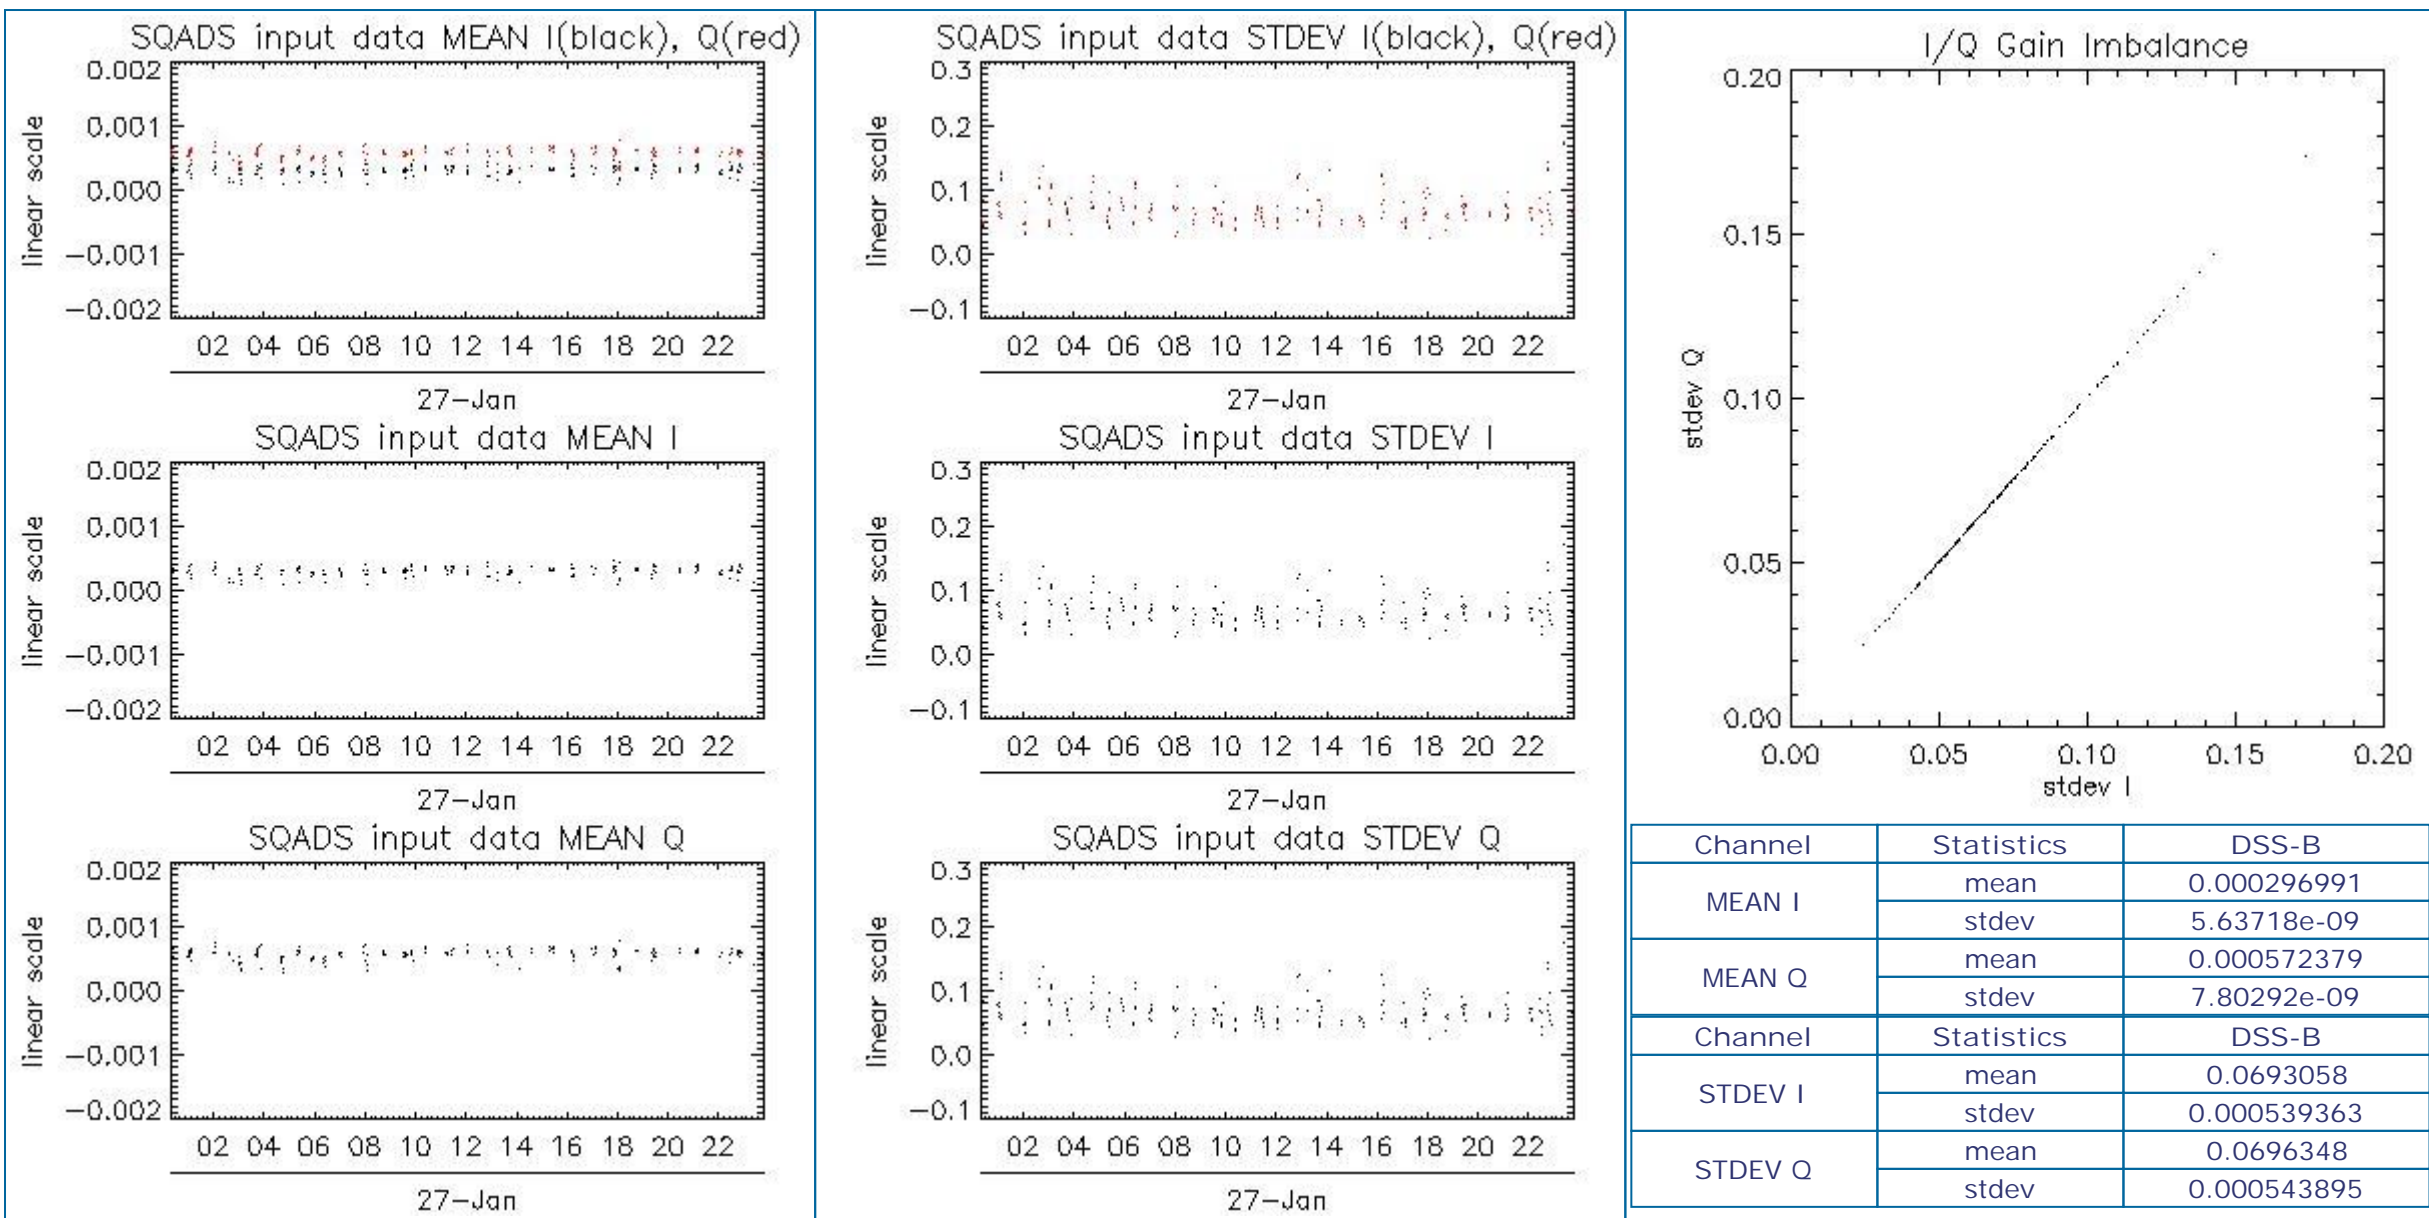 SQADS input data MEAN I(black), Q(red)
0.002
0.001
0.000
−0.001
−0.002
linear scale
02 04 06 08 10 12 14 16 18 20 22
27−Jan
SQADS input data MEAN I
0.002
0.001
0.000
−0.001
−0.002
linear scale
02 04 06 08 10 12 14 16 18 20 22
27−Jan
SQADS input data MEAN Q
0.002
0.001
0.000
−0.001
−0.002
linear scale
02 04 06 08 10 12 14 16 18 20 22
27−Jan
SQADS input data STDEV I(black), Q(red)
0.3
0.2
0.1
0.0
−0.1
linear scale
02 04 06 08 10 12 14 16 18 20 22
27−Jan
SQADS input data STDEV I
0.3
0.2
0.1
0.0
−0.1
linear scale
02 04 06 08 10 12 14 16 18 20 22
27−Jan
SQADS input data STDEV Q
0.3
0.2
0.1
0.0
−0.1
linear scale
02 04 06 08 10 12 14 16 18 20 22
27−Jan
I/Q Gain Imbalance
0.20
0.15
0.10
0.05
0.00
stdev Q
0.00 0.05 0.10 0.15 0.20
stdev I
Channel Statistics DSS-B
MEAN I mean 0.000296991
stdev 5.63718e-09
MEAN Q mean 0.000572379
stdev 7.80292e-09
Channel Statistics DSS-B
STDEV I mean 0.0693058
stdev 0.000539363
STDEV Q mean 0.0696348
stdev 0.000543895